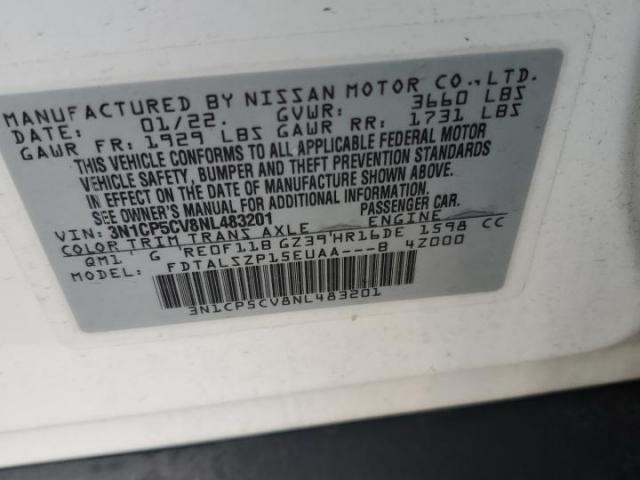 MANUFACTURED BY NISSAN MOTOR CO.,LTD.
DATE: 01/22. GVWR: 3660 LBS
GAWR FR: 1929 LBS GAWR RR: 1731 LBS
THIS VEHICLE CONFORMS TO ALL APPLICABLE FEDERAL MOTOR
VEHICLE SAFETY, BUMPER AND THEFT PREVENTION STANDARDS
IN EFFECT ON THE DATE OF MANUFACTURE SHOWN ABOVE.
SEE OWNER'S MANUAL FOR ADDITIONAL INFORMATION.
VIN: 3N1CP5CV8NL483201 PASSENGER CAR.
COLOR TRIM TRANS AXLE ENGINE
QM1 G RE0F11B GZ39 HR16DE 1598 CC
FDTALSZP15EUAA---B 4Z000
3N1CP5CV8NL483201